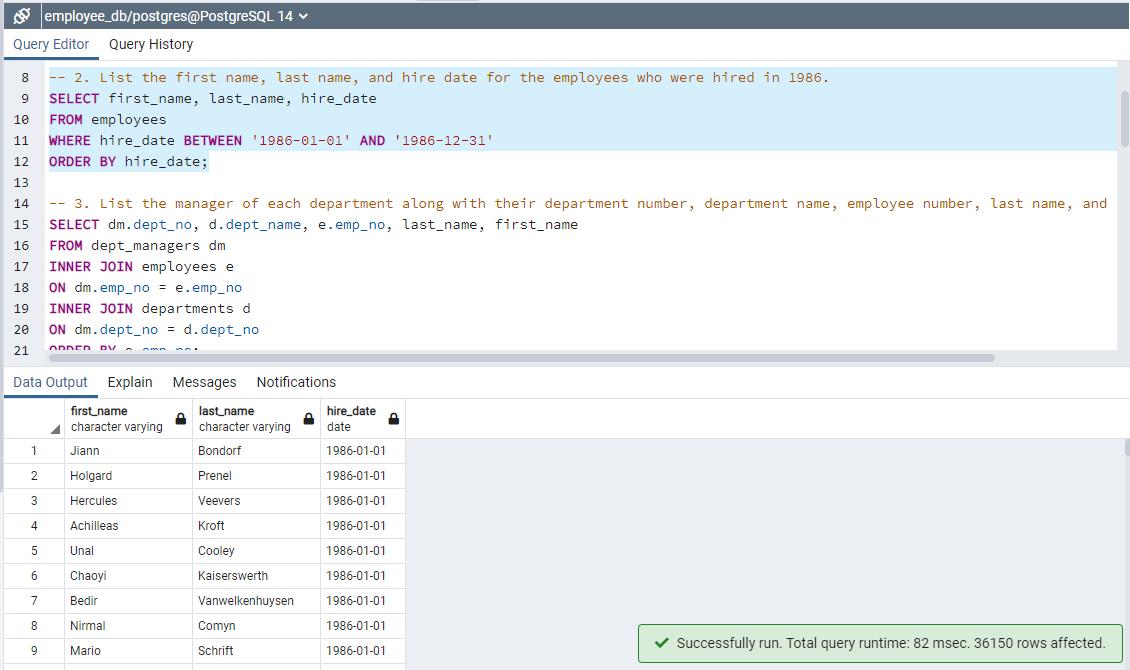 employee_db/postgres@PostgreSQL 14
Query Editor Query History
8 -- 2. List the first name, last name, and hire date for the employees who were hired in 1986.
9 SELECT first_name, last_name, hire_date
10 FROM employees
11 WHERE hire_date BETWEEN '1986-01-01' AND '1986-12-31'
12 ORDER BY hire_date;
13
14 -- 3. List the manager of each department along with their department number, department name, employee number, last name, and
15 SELECT dm.dept_no, d.dept_name, e.emp_no, last_name, first_name
16 FROM dept_managers dm
17 INNER JOIN employees e
18 ON dm.emp_no = e.emp_no
19 INNER JOIN departments d
20 ON dm.dept_no = d.dept_no
21 ORDER BY e.emp_no;
Data Output Explain Messages Notifications
first_name last_name hire_date
character varying character varying date
1 Jiann Bondorf 1986-01-01
2 Holgard Prenel 1986-01-01
3 Hercules Veevers 1986-01-01
4 Achilleas Kroft 1986-01-01
5 Unal Cooley 1986-01-01
6 Chaoyi Kaiserswerth 1986-01-01
7 Bedir Vanwelkenhuysen 1986-01-01
8 Nirmal Comyn 1986-01-01
9 Mario Schrift 1986-01-01
Successfully run. Total query runtime: 82 msec. 36150 rows affected.